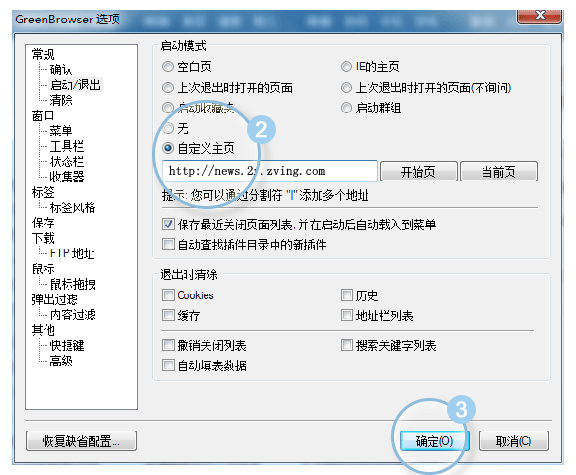 GreenBrowser 选项
常规
确认
启动/退出
清除
窗口
菜单
工具栏
状态栏
收集器
标签
标签风格
保存
下载
FTP 地址
鼠标
鼠标拖拽
弹出过滤
内容过滤
其他
快捷键
高级
启动模式
空白页
IE的主页
上次退出时打开的页面
上次退出时打开的页面(不询问)
启动收藏夹
启动群组
无
2
自定义主页
http://news.2y.zving.com
开始页
当前页
提示: 您可以通过分割符 "|" 添加多个地址
保存最近关闭页面列表, 并在启动后自动载入到菜单
自动查找插件目录中的新插件
退出时清除
Cookies
历史
缓存
地址栏列表
撤销关闭列表
搜索关键字列表
自动填表数据
3
恢复缺省配置...
确定(O)
取消(C)